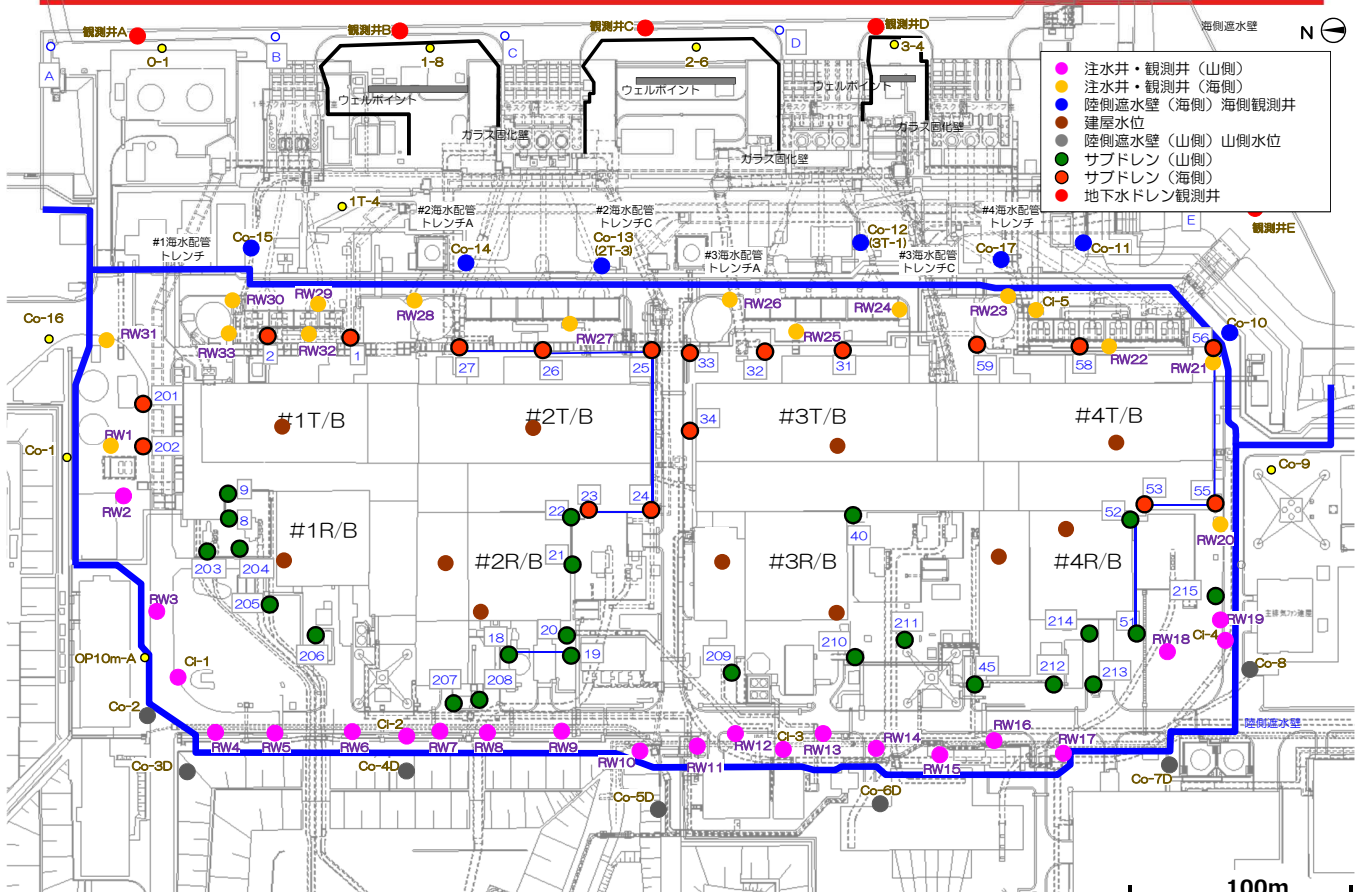 観測井A
観測井B
観測井C
観測井D
海側遮水壁
N
A
0-1
B
1-8
C
2-6
D
3-4
ウェルポイント
ウェルポイント
ウェルポイント
ガラス固化壁
ガラス固化壁
ガラス固化壁
注水井・観測井（山側）
注水井・観測井（海側）
陸側遮水壁（海側）海側観測井
建屋水位
陸側遮水壁（山側）山側水位
サブドレン（山側）
サブドレン（海側）
地下水ドレン観測井
E
観測井E
1T-4
#1海水配管
トレンチ
Co-15
#2海水配管
トレンチA
Co-14
#2海水配管
トレンチC
Co-13
(2T-3)
#3海水配管
トレンチA
Co-12
(3T-1)
#3海水配管
トレンチC
#4海水配管
トレンチ
Co-17
Co-11
RW30
RW29
RW28
RW27
RW26
RW25
RW24
RW23
Ci-5
Co-10
Co-16
RW31
RW33
2
RW32
1
27
26
25
33
32
31
59
58
RW22
56
RW21
201
202
RW1
Co-1
RW2
#1T/B
#2T/B
34
#3T/B
#4T/B
Co-9
9
8
203
204
#1R/B
205
206
22
23
24
21
#2R/B
20
19
18
207
208
40
#3R/B
209
210
211
53
52
55
RW20
#4R/B
215
214
51
RW19
Ci-4
RW18
主排気ファン建屋
Co-8
45
212
213
RW3
OP10m-A
Ci-1
Co-2
RW4
RW5
RW6
Ci-2
RW7
RW8
RW9
RW10
RW11
RW12
Ci-3
RW13
RW14
RW15
RW16
RW17
陸側遮水壁
Co-3D
Co-4D
Co-5D
Co-6D
Co-7D
100m